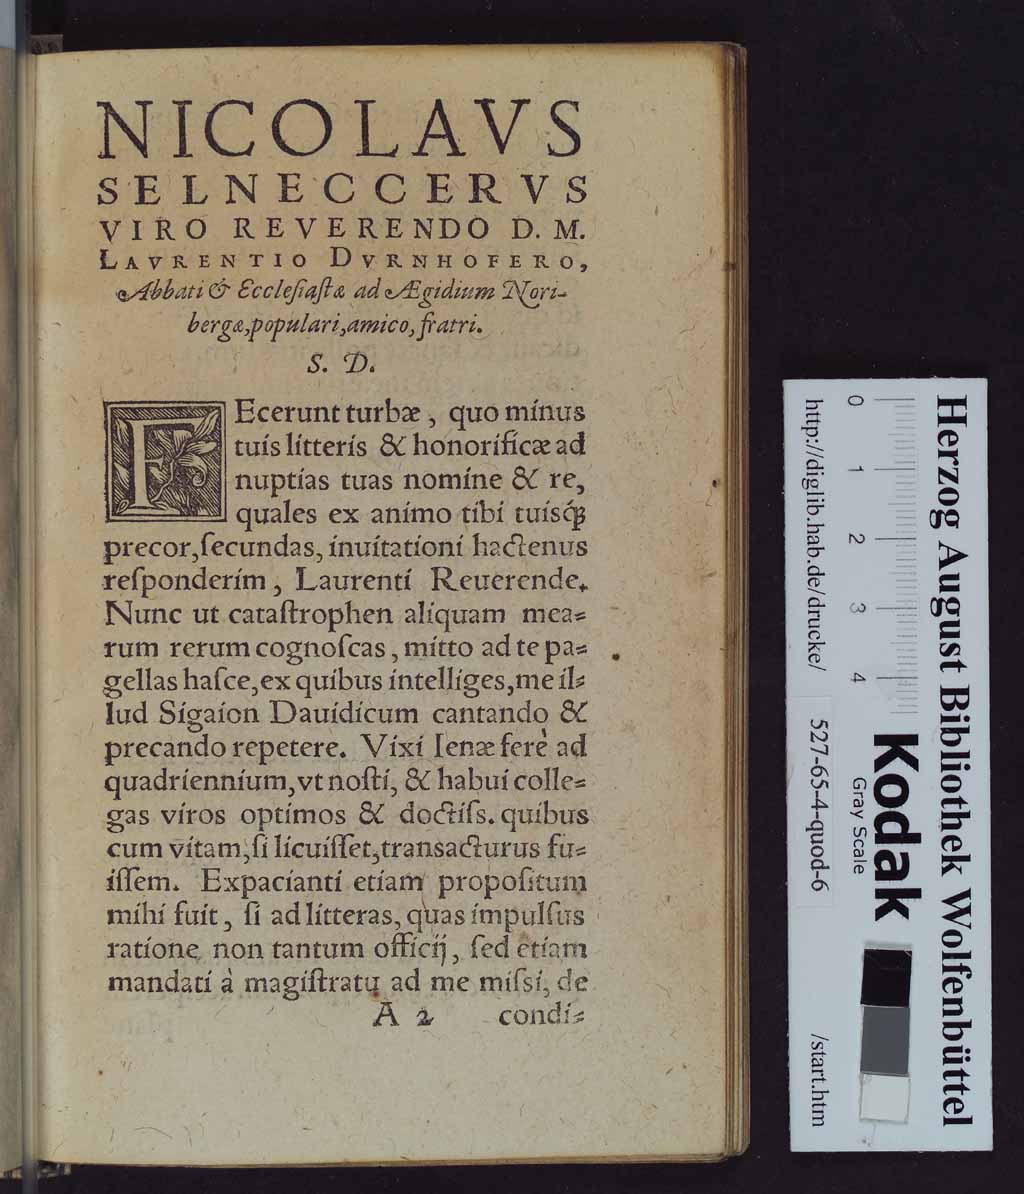 NICOLAVS
SELNECCERVS
VIRO REVERENDO D. M.
LAVRENTIO DVRNHOFERO,
Abbati & Ecclesiastæ ad Ægidium Nori-
bergæ, populari, amico, fratri.
S. D.
FEcerunt turbæ, quo minus
tuis litteris & honorificæ ad
nuptias tuas nomine & re,
quales ex animo tibi tuisq́;
precor, ſecundas, inuitationi hactenus
reſponderim, Laurenti Reuerende.
Nunc ut cataſtrophen aliquam mea⸗
rum rerum cognoſcas, mitto ad te pa⸗
gellas haſce, ex quibus intelliges, me il⸗
lud Sigaion Dauidicum cantando &
precando repetere. Vixi Ienæ ferè ad
quadriennium, vt noſti, & habui colle⸗
gas viros optimos & doctiſs. quibus
cum vitam, ſi licuiſſet, transacturus fu⸗
iſſem. Expacianti etiam propoſitum
mihi fuit, ſi ad litteras, quas impulſus
ratione non tantum officij, ſed etiam
mandati à magiſtratu ad me miſsi, de
A 2 condi⸗
Herzog August Bibliothek Wolfenbüttel
Kodak
Gray Scale
0 1 2 3 4
http://diglib.hab.de/drucke/ 527-65-4-quod-6 /start.htm